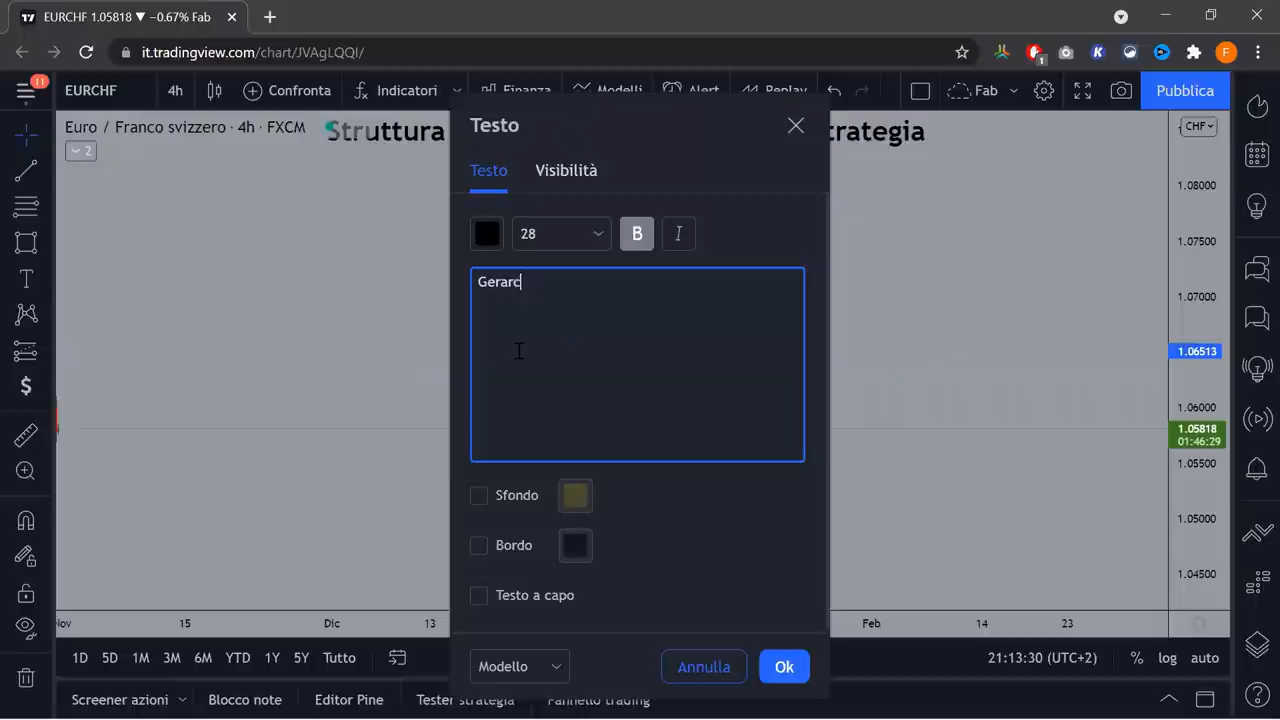 EURCHF 1.05818 ▼ −0.67% Fab
it.tradingview.com/chart/JVAgLQQI/
1
F
11
EURCHF
4h
Confronta
Indicatori
Finanza
Modelli
Alert
Replay
Fab
Pubblica
Euro / Franco svizzero · 4h · FXCM
2
Struttura
trategia
CHF
Testo
Testo
Visibilità
28
B
I
Gerarc
Sfondo
Bordo
Testo a capo
Modello
Annulla
Ok
1.08000
1.07500
1.07000
1.06513
1.06000
1.05818
01:46:29
1.05500
1.05000
1.04500
Nov
15
Dic
13
Feb
14
23
1D
5D
1M
3M
6M
YTD
1Y
5Y
Tutto
21:13:30 (UTC+2)
%
log
auto
Screener azioni
Blocco note
Editor Pine
Tester strategia
Pannello trading